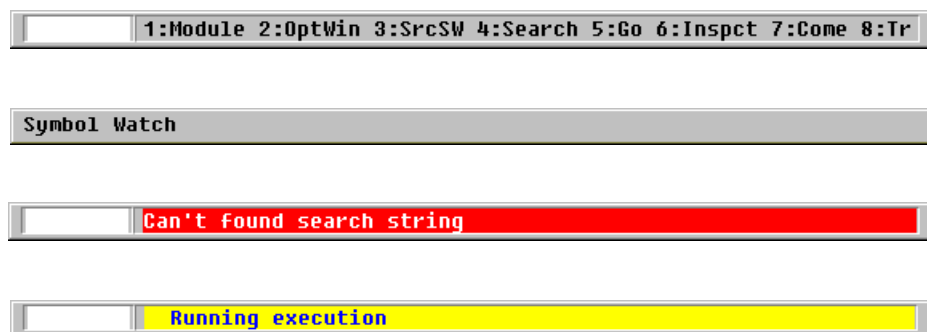 1:Module 2:OptWin 3:SrcSW 4:Search 5:Go 6:Inspct 7:Come 8:Tr
Symbol Watch
Can't found search string
Running execution